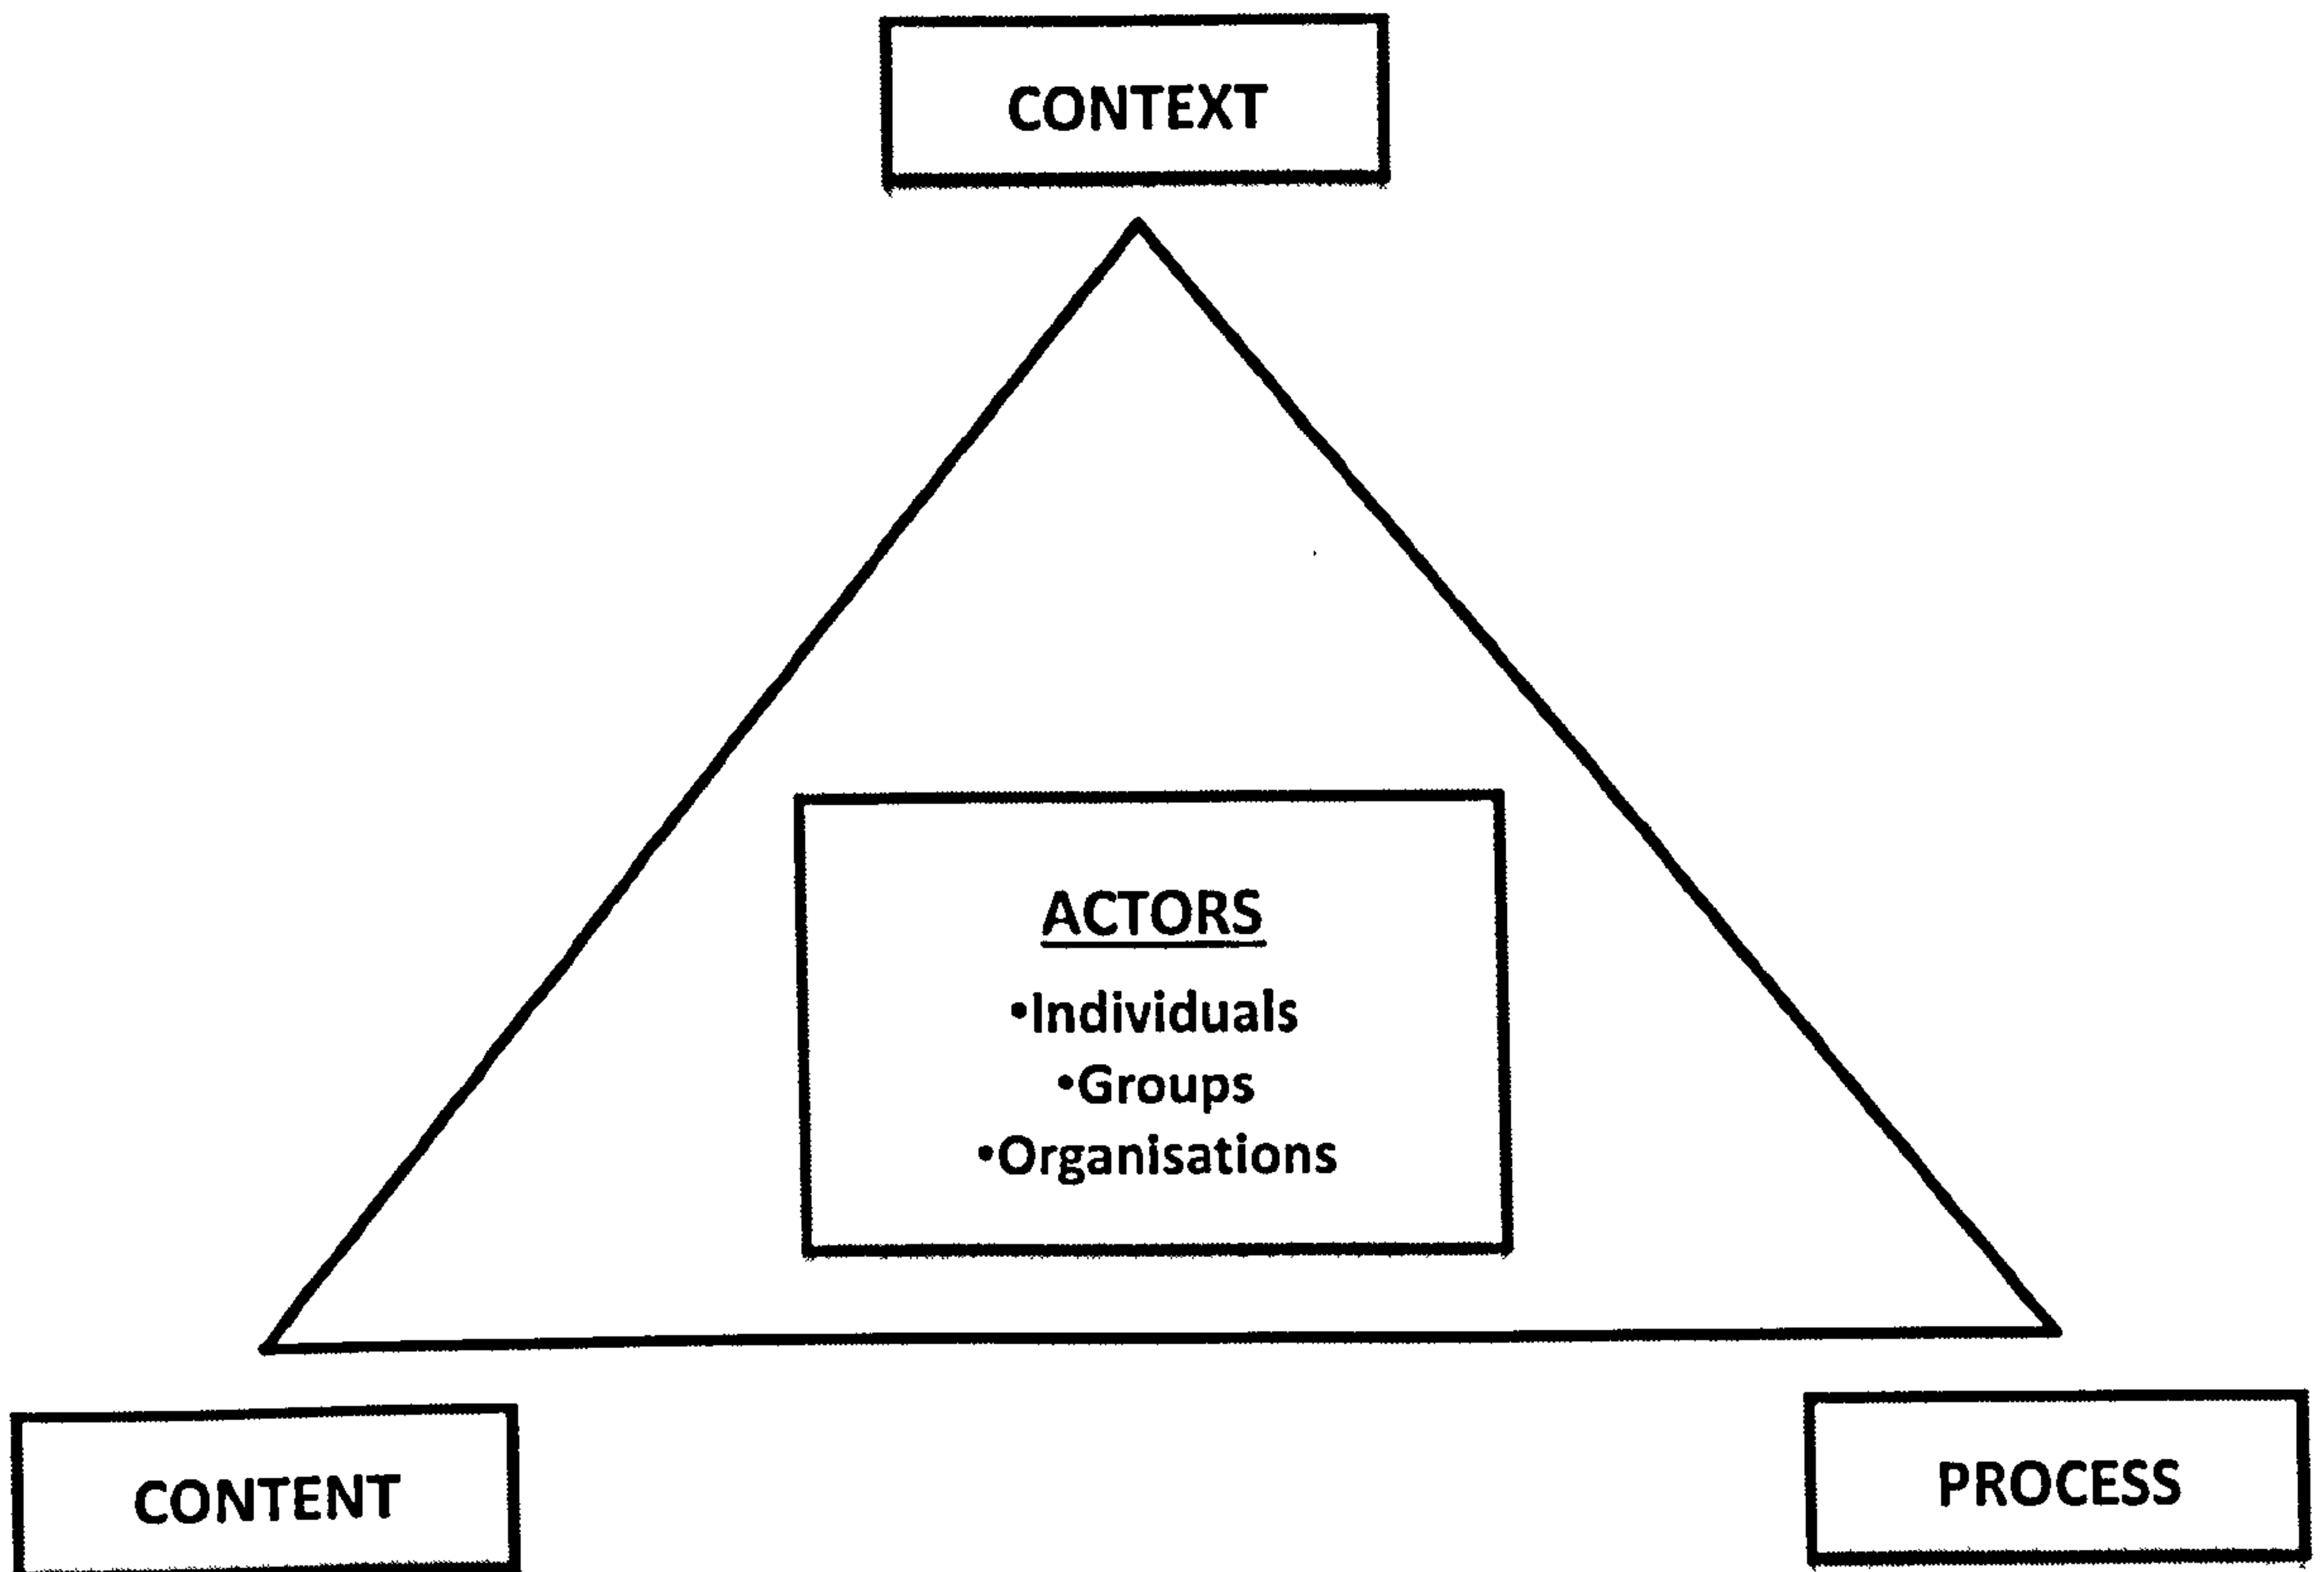 CONTEXT
ACTORS
•Individuals
•Groups
•Organisations
CONTENT
PROCESS